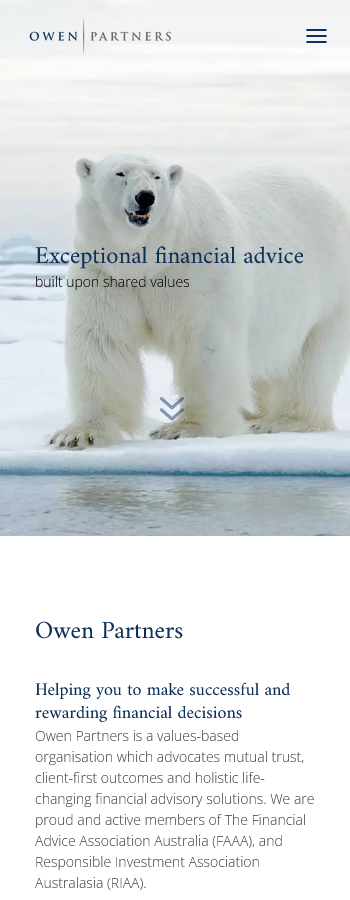 OWEN PARTNERS
Exceptional financial advice
built upon shared values
Owen Partners
Helping you to make successful and
rewarding financial decisions
Owen Partners is a values-based
organisation which advocates mutual trust,
client-first outcomes and holistic life-
changing financial advisory solutions. We are
proud and active members of The Financial
Advice Association Australia (FAAA), and
Responsible Investment Association
Australasia (RIAA).